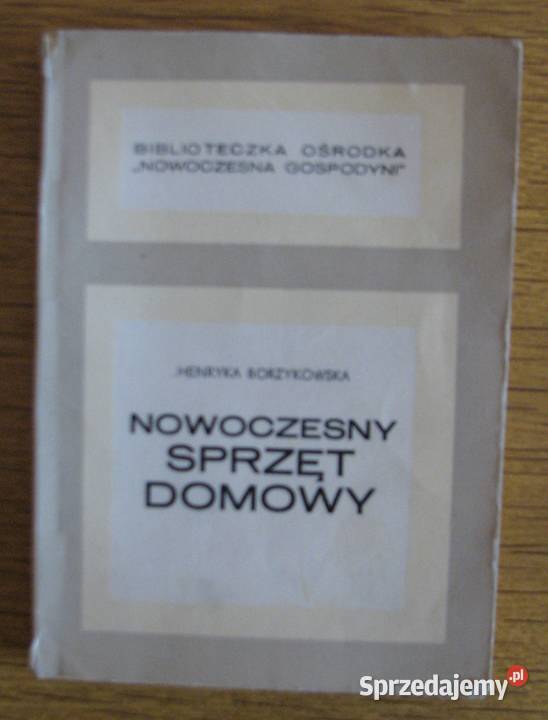 BIBLIOTECZKA OŚRODKA
„NOWOCZESNA GOSPODYNI"
HENRYKA BORZYKOWSKA
NOWOCZESNY
SPRZĘT
DOMOWY
Sprzedajemy.pl